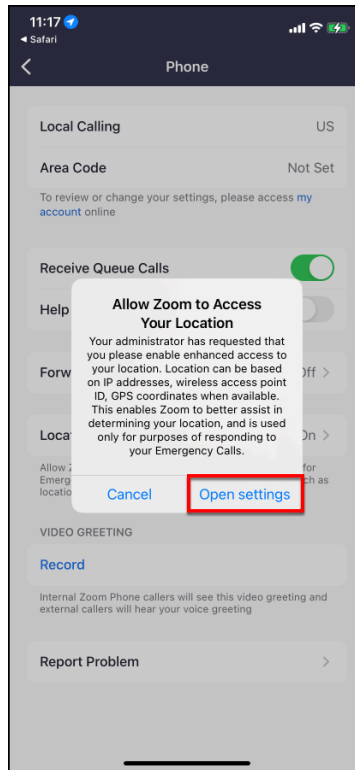 11:17
◄ Safari
Phone
Local Calling US
Area Code Not Set
To review or change your settings, please access my
account online
Receive Queue Calls
Help
Allow Zoom to Access
Your Location
Your administrator has requested that
you please enable enhanced access to
your location. Location can be based
on IP addresses, wireless access point
ID, GPS coordinates when available.
This enables Zoom to better assist in
determining your location, and is used
only for purposes of responding to
your Emergency Calls.
Cancel Open settings
Forw Off >
Loca On >
Allow for
Emerg ch as
locatio
VIDEO GREETING
Record
Internal Zoom Phone callers will see this video greeting and
external callers will hear your voice greeting
Report Problem >